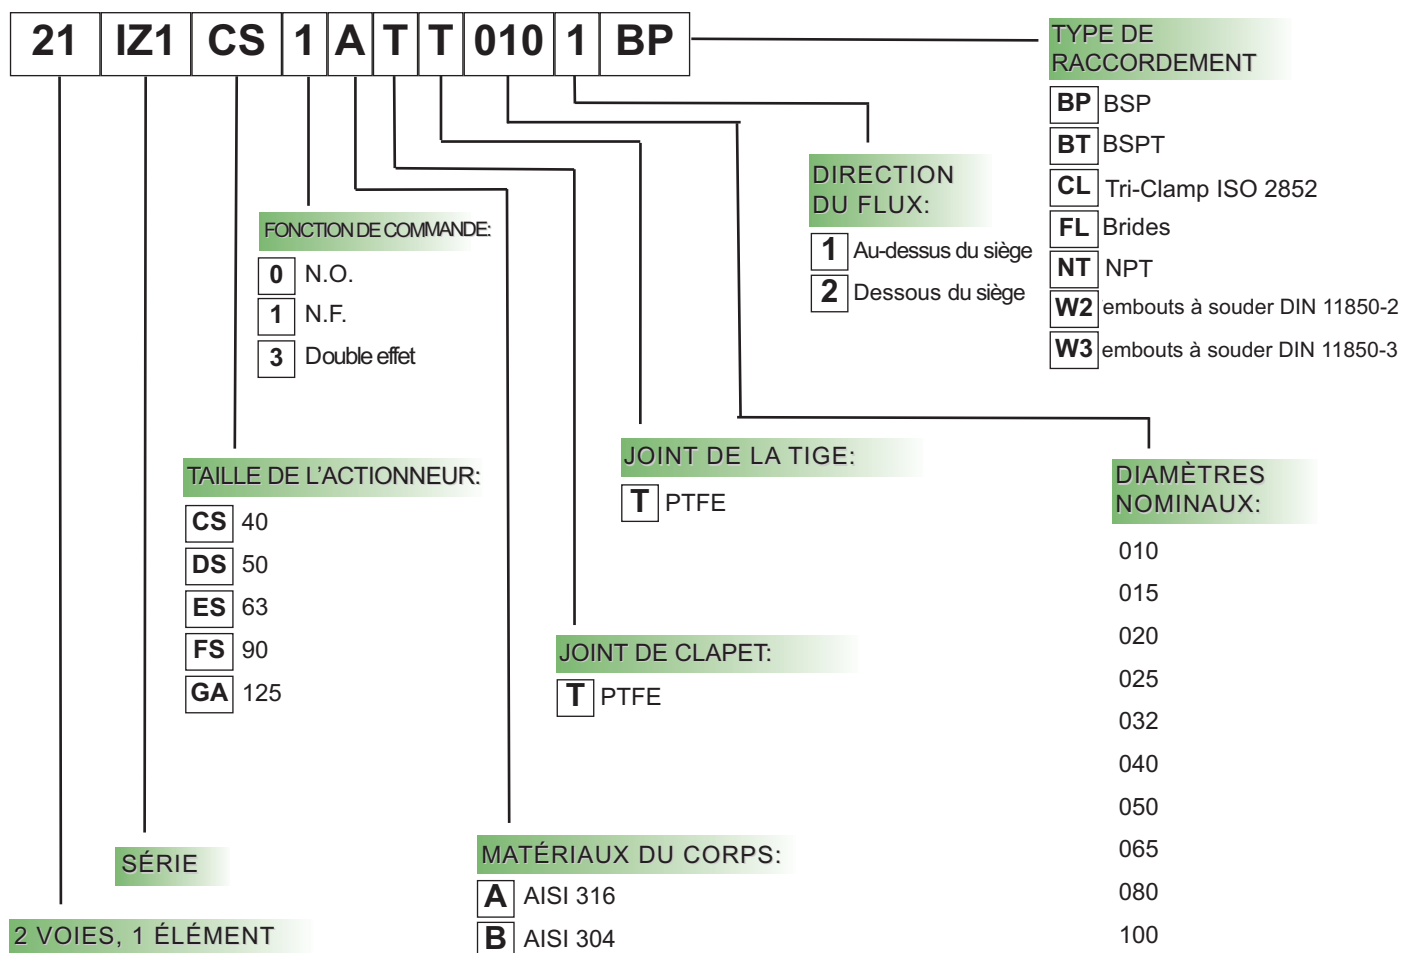 21 IZ1 CS 1 A T T 010 1 BP
TYPE DE
RACCORDEMENT
BP BSP
BT BSPT
CL Tri-Clamp ISO 2852
FL Brides
NT NPT
W2 embouts à souder DIN 11850-2
W3 embouts à souder DIN 11850-3
DIRECTION
DU FLUX:
1 Au-dessus du siège
2 Dessous du siège
FONCTION DE COMMANDE:
0 N.O.
1 N.F.
3 Double effet
TAILLE DE L'ACTIONNEUR:
CS 40
DS 50
ES 63
FS 90
GA 125
JOINT DE LA TIGE:
T PTFE
DIAMÈTRES
NOMINAUX:
010
015
020
025
032
040
050
065
080
100
JOINT DE CLAPET:
T PTFE
MATÉRIAUX DU CORPS:
A AISI 316
B AISI 304
SÉRIE
2 VOIES, 1 ÉLÉMENT